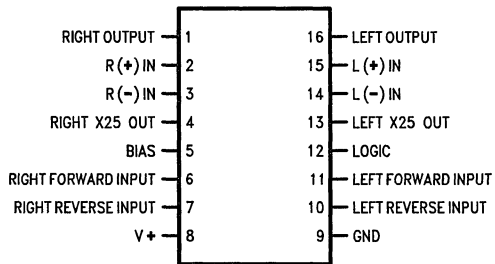 RIGHT OUTPUT 1 16 LEFT OUTPUT
R (+) IN 2 15 L (+) IN
R (-) IN 3 14 L (-) IN
RIGHT X25 OUT 4 13 LEFT X25 OUT
BIAS 5 12 LOGIC
RIGHT FORWARD INPUT 6 11 LEFT FORWARD INPUT
RIGHT REVERSE INPUT 7 10 LEFT REVERSE INPUT
V+ 8 9 GND